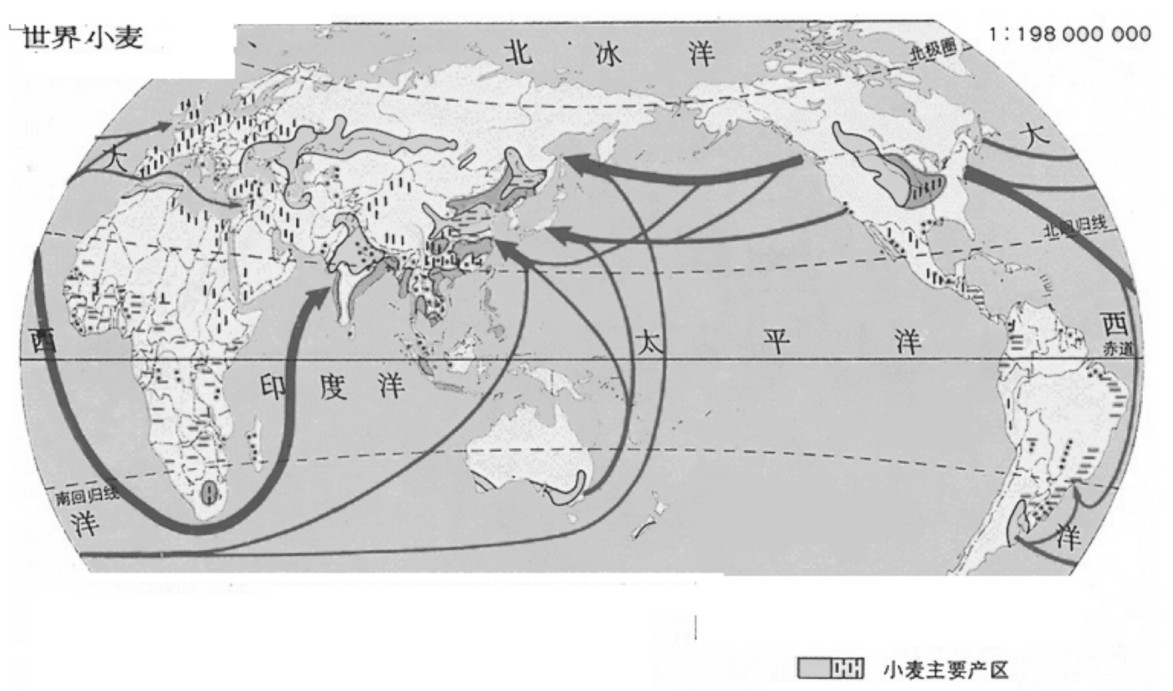 世界小麦
1:198 000 000
北冰洋
北极圈
大
大
北回归线
西
太平洋
西
赤道
印度洋
南回归线
洋
洋
小麦主要产区